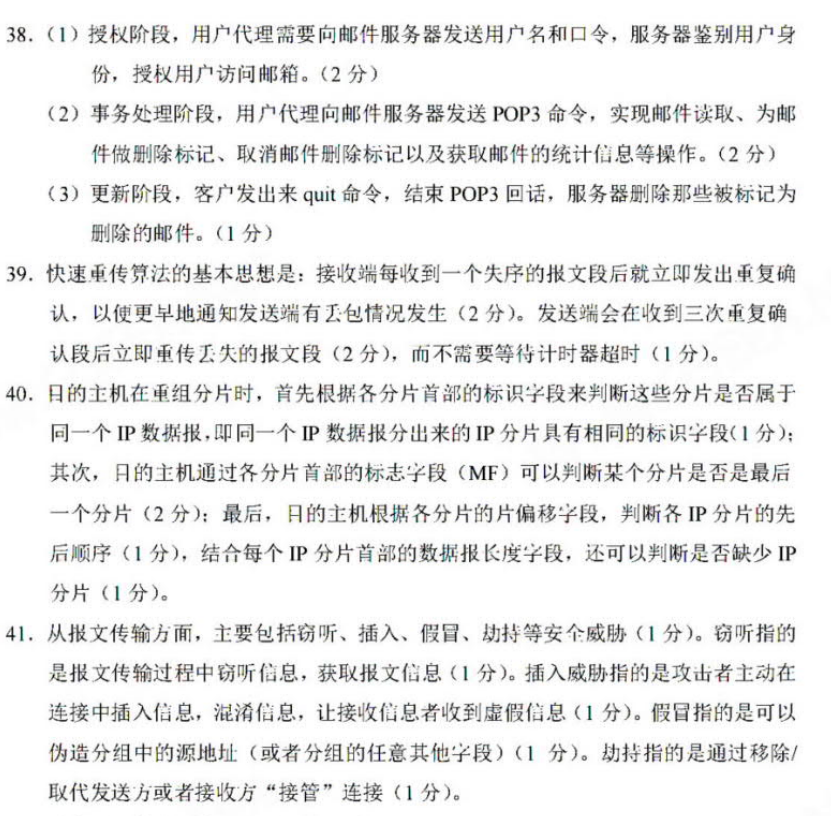 38.（1）授权阶段，用户代理需要向邮件服务器发送用户名和口令，服务器鉴别用户身
份，授权用户访问邮箱。（2 分）
（2）事务处理阶段，用户代理向邮件服务器发送 POP3 命令，实现邮件读取、为邮
件做删除标记、取消邮件删除标记以及获取邮件的统计信息等操作。（2 分）
（3）更新阶段，客户发出来 quit 命令，结束 POP3 回话，服务器删除那些被标记为
删除的邮件。（1 分）
39. 快速重传算法的基本思想是：接收端每收到一个失序的报文段后就立即发出重复确
认，以使更早地通知发送端有丢包情况发生（2 分）。发送端会在收到三次重复确
认段后立即重传丢失的报文段（2 分），而不需要等待计时器超时（1 分）。
40. 目的主机在重组分片时，首先根据各分片首部的标识字段来判断这些分片是否属于
同一个 IP 数据报，即同一个 IP 数据报分出来的 IP 分片具有相同的标识字段（1 分）；
其次，目的主机通过各分片首部的标志字段（MF）可以判断某个分片是否是最后
一个分片（2 分）；最后，目的主机根据各分片的片偏移字段，判断各 IP 分片的先
后顺序（1 分），结合每个 IP 分片首部的数据报长度字段，还可以判断是否缺少 IP
分片（1 分）。
41. 从报文传输方面，主要包括窃听、插入、假冒、劫持等安全威胁（1 分）。窃听指的
是报文传输过程中窃听信息，获取报文信息（1 分）。插入威胁指的是攻击者主动在
连接中插入信息，混淆信息，让接收信息者收到虚假信息（1 分）。假冒指的是可以
伪造分组中的源地址（或者分组的任意其他字段）（1 分）。劫持指的是通过移除/
取代发送方或者接收方“接管”连接（1 分）。